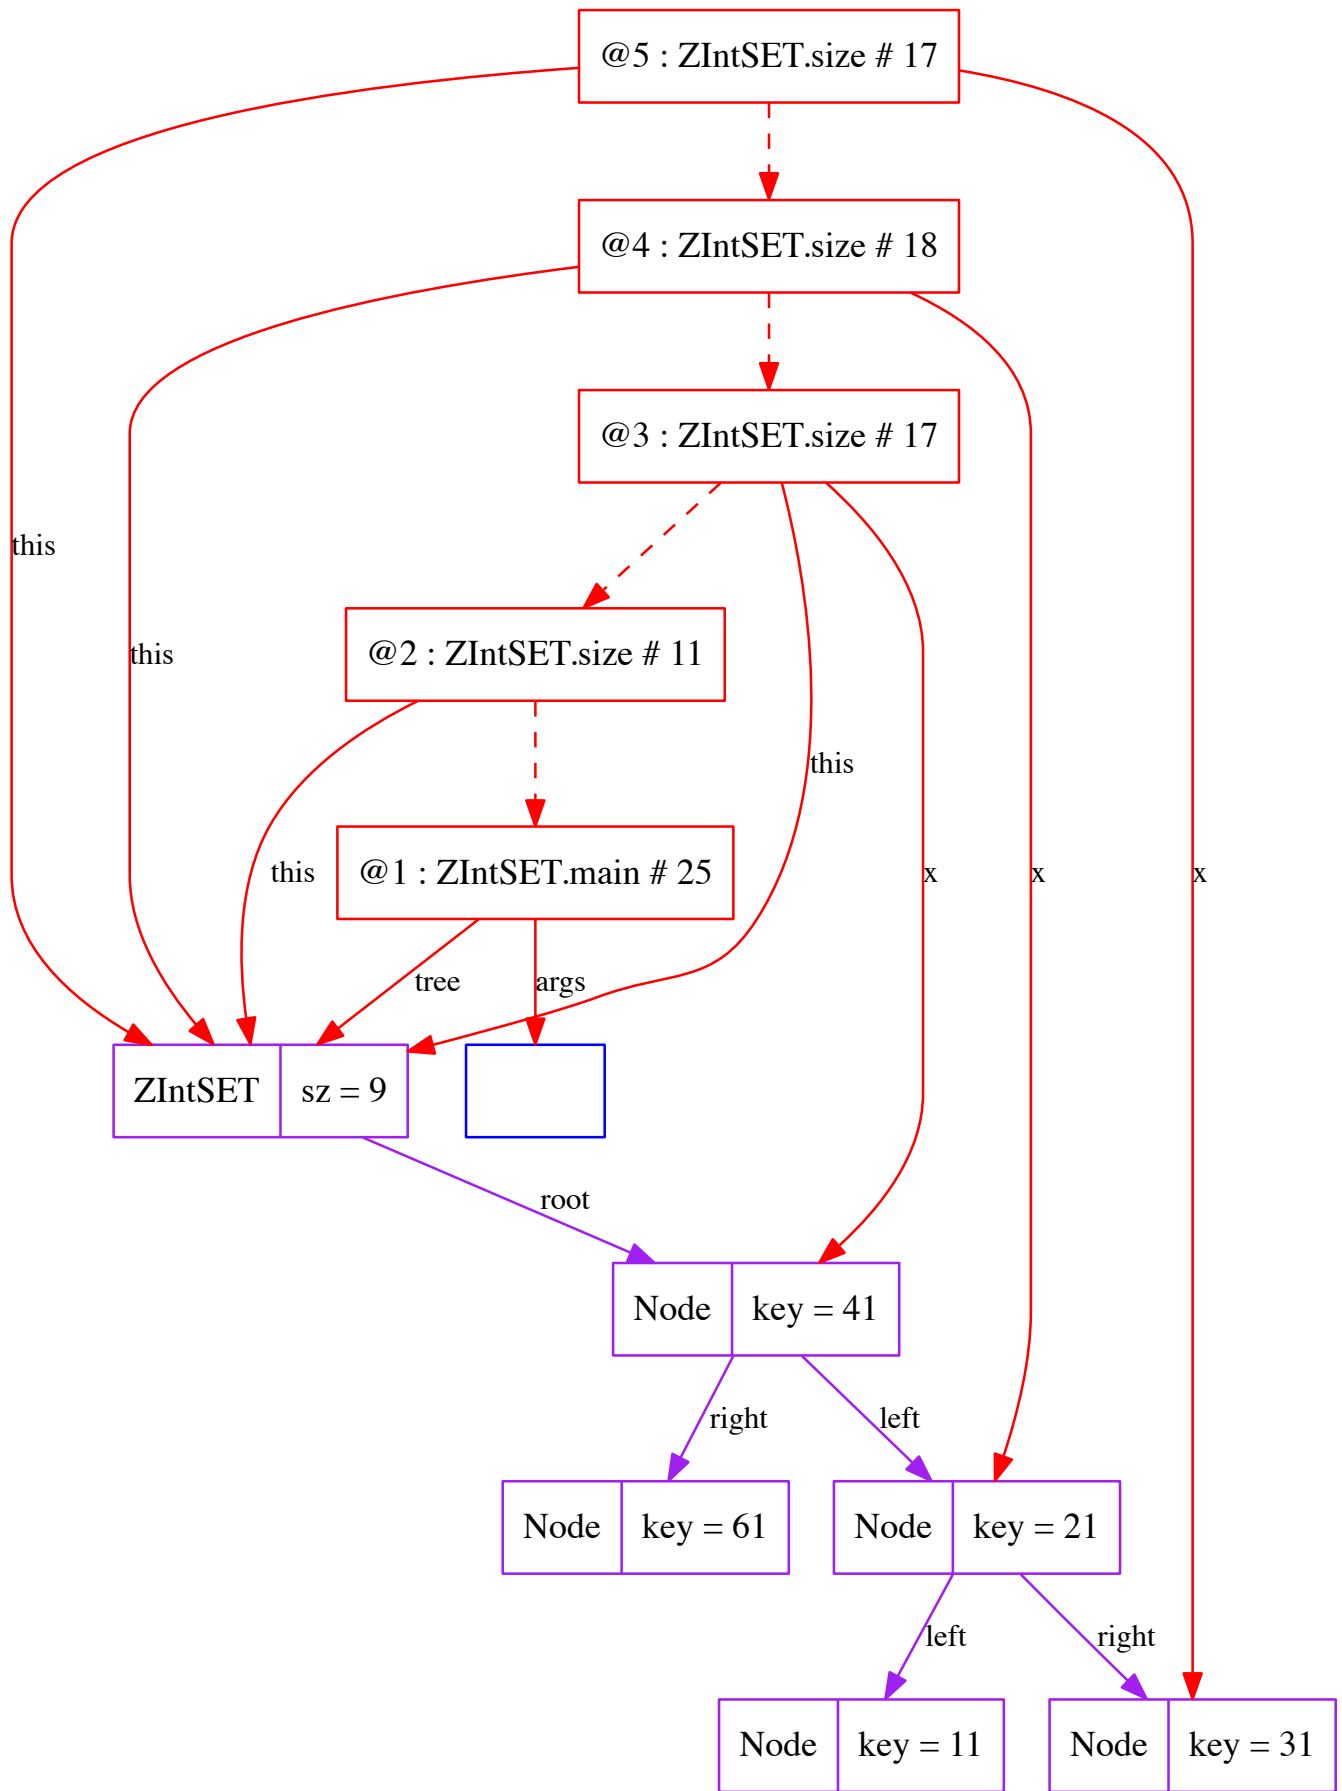 @5 : ZIntSET.size # 17
@4 : ZIntSET.size # 18
@3 : ZIntSET.size # 17
this
@2 : ZIntSET.size # 11
this
this
@1 : ZIntSET.main # 25
this
x
x
x
tree
args
ZIntSET
sz = 9
root
Node
key = 41
right
left
Node
key = 61
Node
key = 21
left
right
Node
key = 11
Node
key = 31